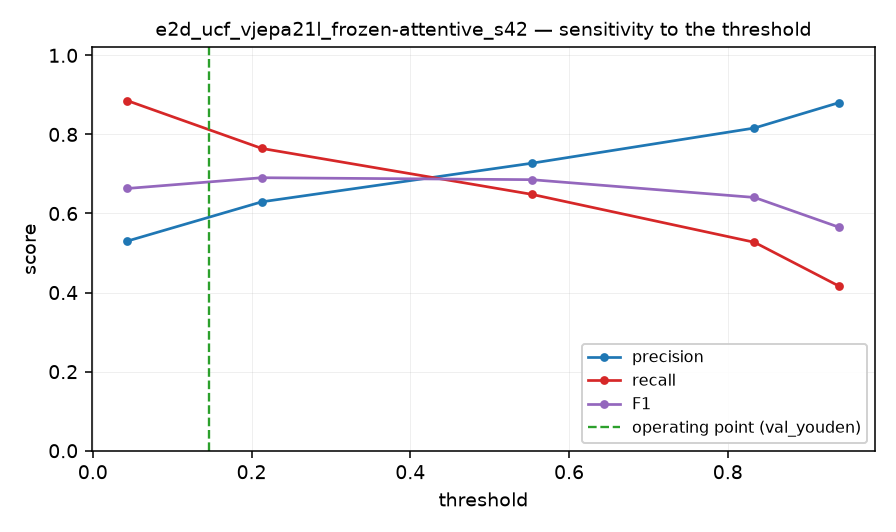 e2d_ucf_vjepa21l_frozen-attentive_s42 — sensitivity to the threshold
1.0
0.8
0.6
0.4
0.2
0.0
score
0.0 0.2 0.4 0.6 0.8
threshold
precision
recall
F1
operating point (val_youden)